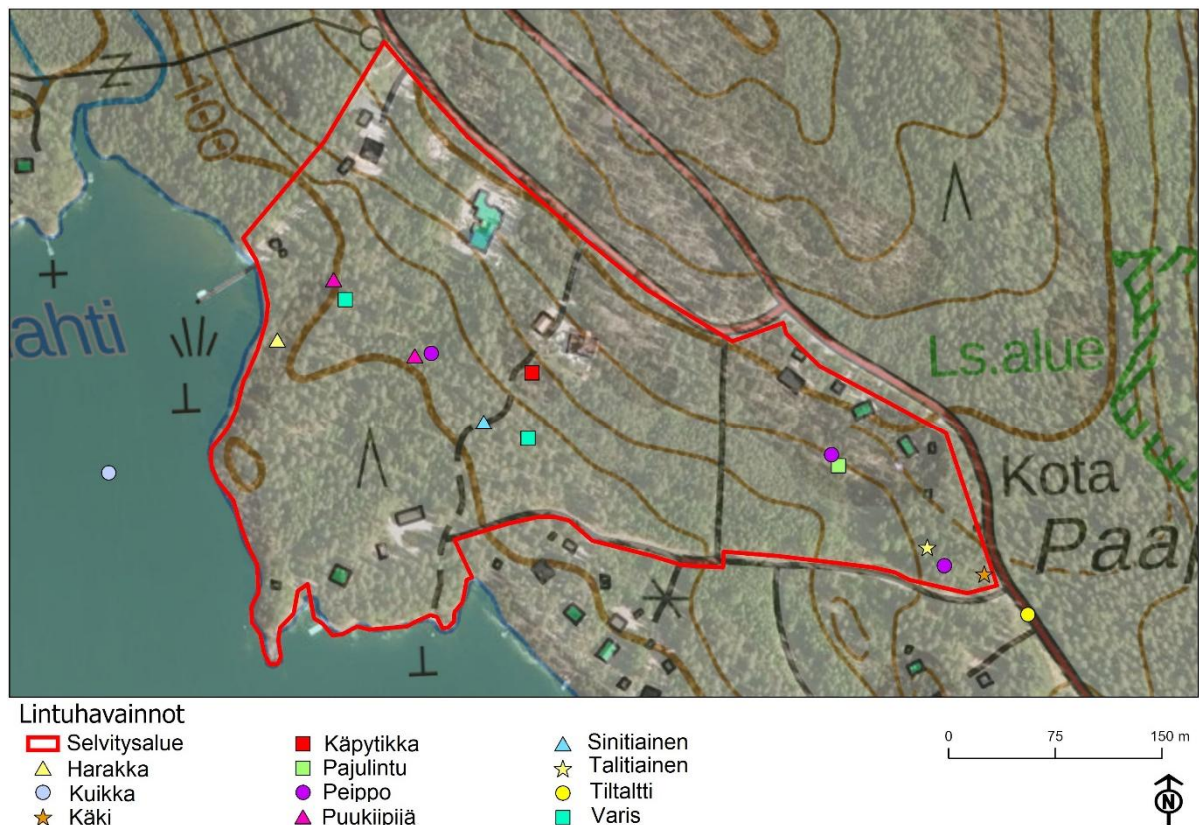 100
ahti
Ls.alue
Kota
Paa
Lintuhavainnot
Selvitysalue
Harakka
Kuikka
Käki
Käpytikka
Pajulintu
Peippo
Puukiipijä
Sinitiainen
Talitiainen
Tiltaltti
Varis
0 75 150 m
N